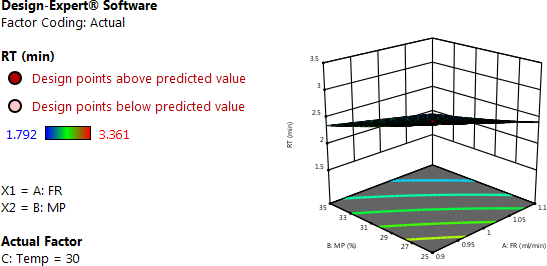 Design-Expert® Software
Factor Coding: Actual
RT (min)
Design points above predicted value
Design points below predicted value
1.792 3.361
X1 = A: FR
X2 = B: MP
Actual Factor
C: Temp = 30
3.5
3
2.5
2
1.5
RT (min)
35
33
31
29
27
25
B: MP (%)
0.9
0.95
1
1.05
1.1
A: FR (ml/min)